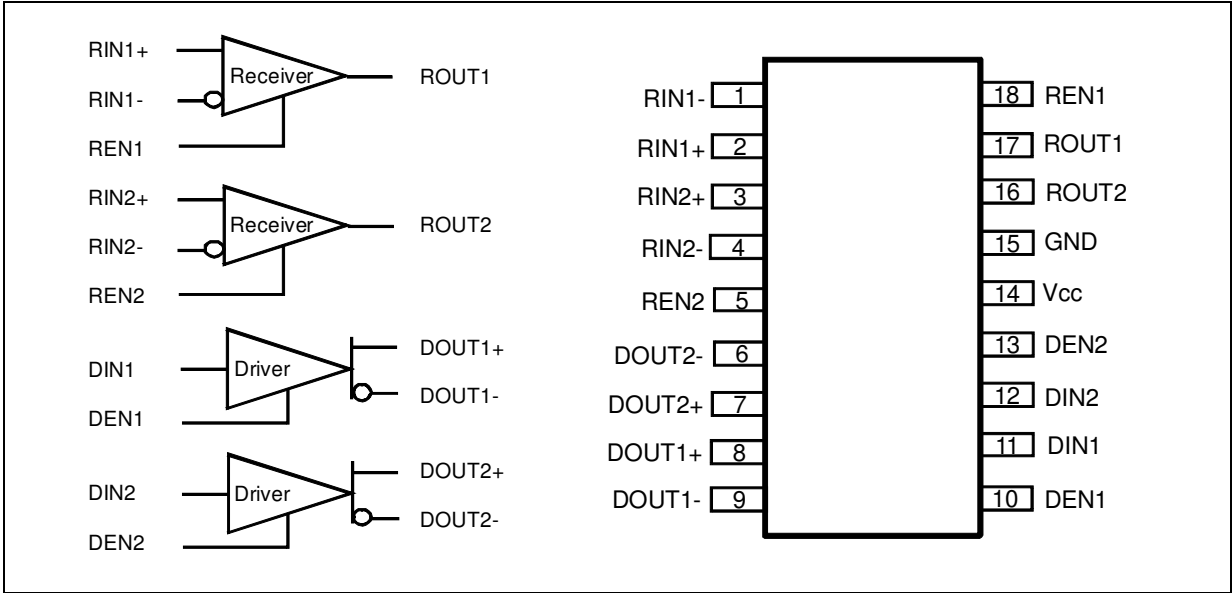 RIN1+
Receiver
ROUT1
RIN1-
REN1
RIN2+
Receiver
ROUT2
RIN2-
REN2
DOUT1+
DIN1
Driver
DOUT1-
DEN1
DOUT2+
DIN2
Driver
DOUT2-
DEN2
RIN1- 1
RIN1+ 2
RIN2+ 3
RIN2- 4
REN2 5
DOUT2- 6
DOUT2+ 7
DOUT1+ 8
DOUT1- 9
18 REN1
17 ROUT1
16 ROUT2
15 GND
14 Vcc
13 DEN2
12 DIN2
11 DIN1
10 DEN1